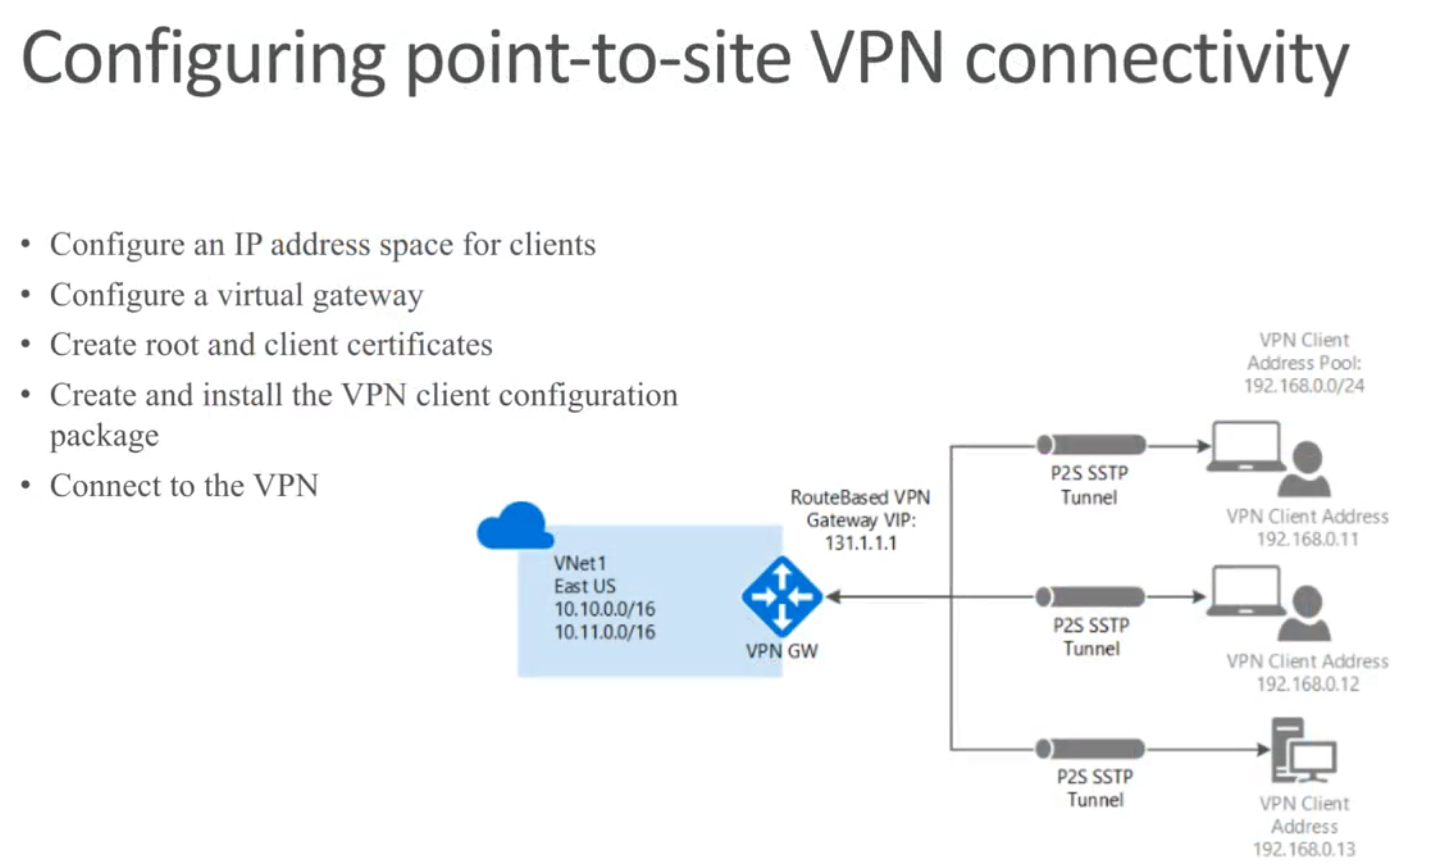 Configuring point-to-site VPN connectivity
• Configure an IP address space for clients
• Configure a virtual gateway
• Create root and client certificates
• Create and install the VPN client configuration
package
• Connect to the VPN
VPN Client
Address Pool:
192.168.0.0/24
P2S SSTP
Tunnel
VPN Client Address
192.168.0.11
RouteBased VPN
Gateway VIP:
131.1.1.1
VNet1
East US
10.10.0.0/16
10.11.0.0/16
VPN GW
P2S SSTP
Tunnel
VPN Client Address
192.168.0.12
P2S SSTP
Tunnel
VPN Client
Address
192.168.0.13